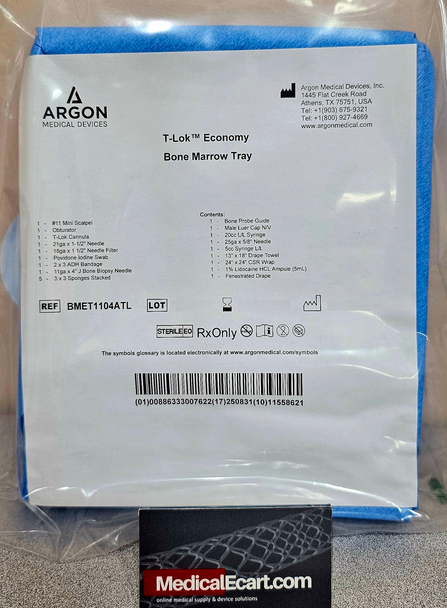 ARGON
MEDICAL DEVICES
Argon Medical Devices, Inc.
1445 Flat Creek Road
Athens, TX 75751, USA
Tel: +1(903) 675-9321
Tel: +1(800) 927-4669
www.argonmedical.com
T-Lok™ Economy
Bone Marrow Tray
Contents:
1 - #11 Mini Scalpel
1 - Obturator
1 - T-Lok Cannula
1 - 21ga x 1-1/2" Needle
1 - 18ga x 1 1/2" Needle Filter
1 - Povidone Iodine Swab
1 - 2 x 3 ADH Bandage
1 - 11ga x 4" J Bone Biopsy Needle
5 - 3 x 3 Sponges Stacked
1 - Bone Probe Guide
1 - Male Luer Cap N/V
1 - 20cc L/L Syringe
1 - 25ga x 5/8" Needle
1 - 5cc Syringe L/L
1 - 13" x 18" Drape Towel
1 - 24" x 24" CSR Wrap
1 - 1% Lidocaine HCL Ampule (5mL)
1 - Fenestrated Drape
REF BMET1104ATL LOT
STERILE EO Rx Only
The symbols glossary is located electronically at www.argonmedical.com/symbols
(01)00886333007622(17)250831(10)11558621
MedicalEcart.com
online medical supply & device solutions